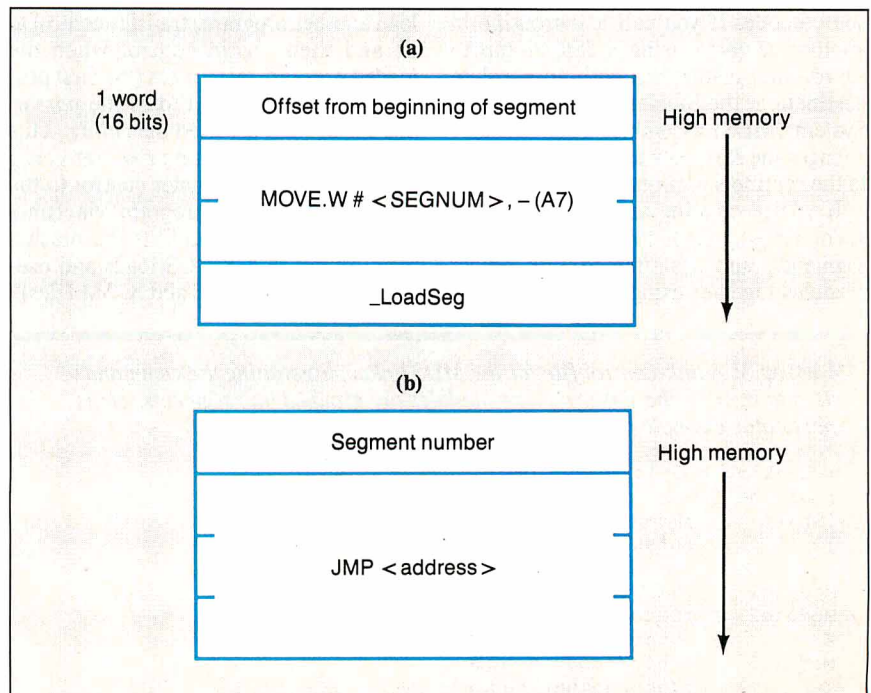 (a)
1 word
(16 bits)
Offset from beginning of segment
High memory
MOVE.W # <SEGNUM>, – (A7)
_LoadSeg
(b)
Segment number
High memory
JMP <address>